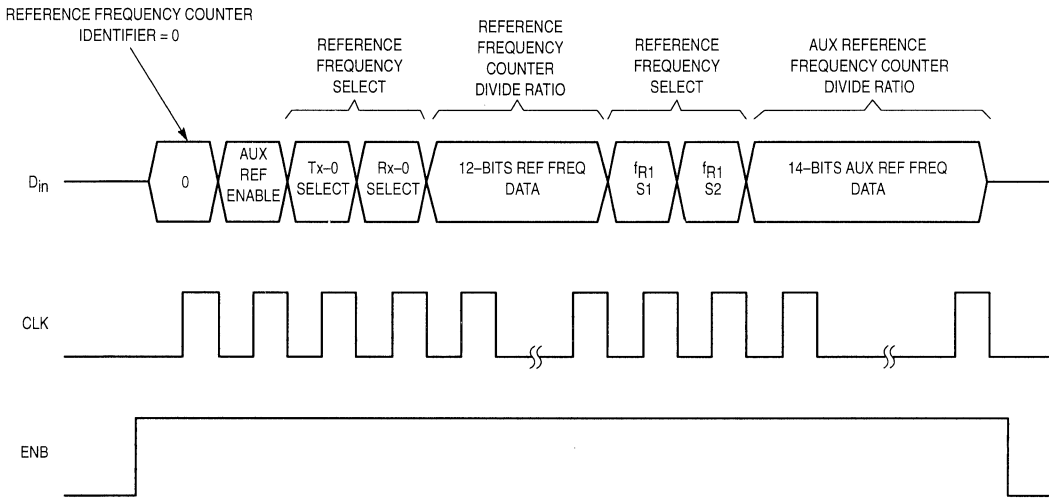 REFERENCE FREQUENCY COUNTER
IDENTIFIER = 0
REFERENCE
FREQUENCY
SELECT
REFERENCE
FREQUENCY
COUNTER
DIVIDE RATIO
REFERENCE
FREQUENCY
SELECT
AUX REFERENCE
FREQUENCY COUNTER
DIVIDE RATIO
Din
0
AUX
REF
ENABLE
Tx–0
SELECT
Rx–0
SELECT
12–BITS REF FREQ
DATA
fR1
S1
fR1
S2
14–BITS AUX REF FREQ
DATA
CLK
ENB